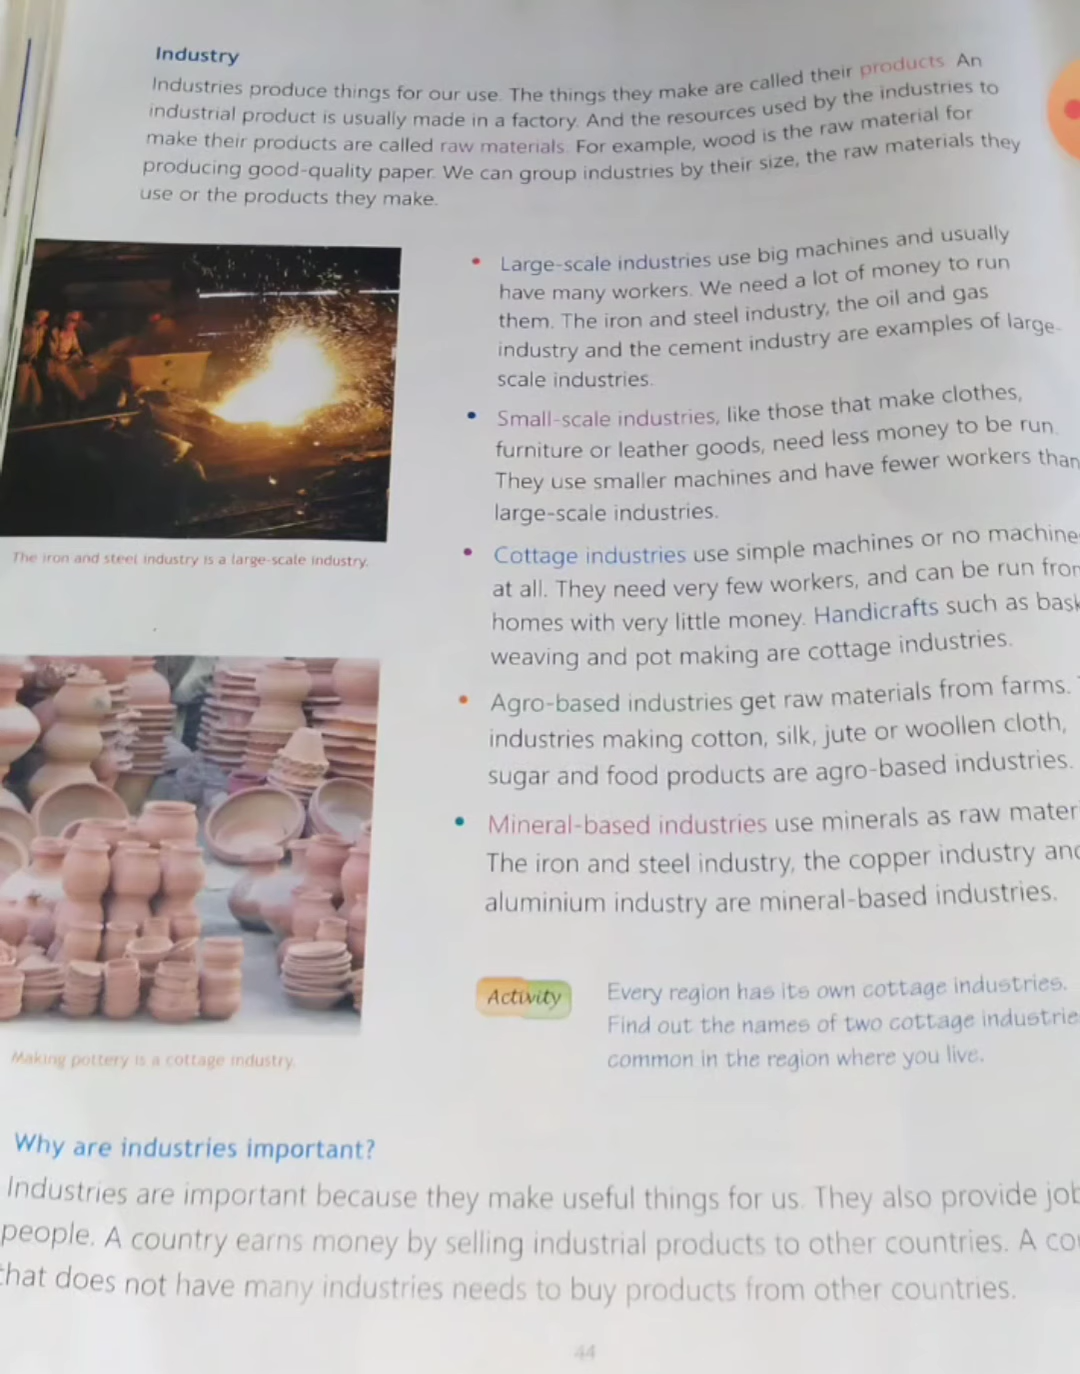 Industry
Industries produce things for our use. The things they make are called their products. An
industrial product is usually made in a factory. And the resources used by the industries to
make their products are called raw materials. For example, wood is the raw material for
producing good-quality paper. We can group industries by their size, the raw materials they
use or the products they make.
• Large-scale industries use big machines and usually
have many workers. We need a lot of money to run
them. The iron and steel industry, the oil and gas
industry and the cement industry are examples of large-
scale industries.
• Small-scale industries, like those that make clothes,
furniture or leather goods, need less money to be run.
They use smaller machines and have fewer workers than
large-scale industries.
The iron and steel industry is a large-scale industry.
• Cottage industries use simple machines or no machine
at all. They need very few workers, and can be run from
homes with very little money. Handicrafts such as bask
weaving and pot making are cottage industries.
• Agro-based industries get raw materials from farms.
industries making cotton, silk, jute or woollen cloth,
sugar and food products are agro-based industries.
• Mineral-based industries use minerals as raw mater
The iron and steel industry, the copper industry and
aluminium industry are mineral-based industries.
Making pottery is a cottage industry.
Activity
Every region has its own cottage industries.
Find out the names of two cottage industrie
common in the region where you live.
Why are industries important?
Industries are important because they make useful things for us. They also provide job
people. A country earns money by selling industrial products to other countries. A co
that does not have many industries needs to buy products from other countries.
44